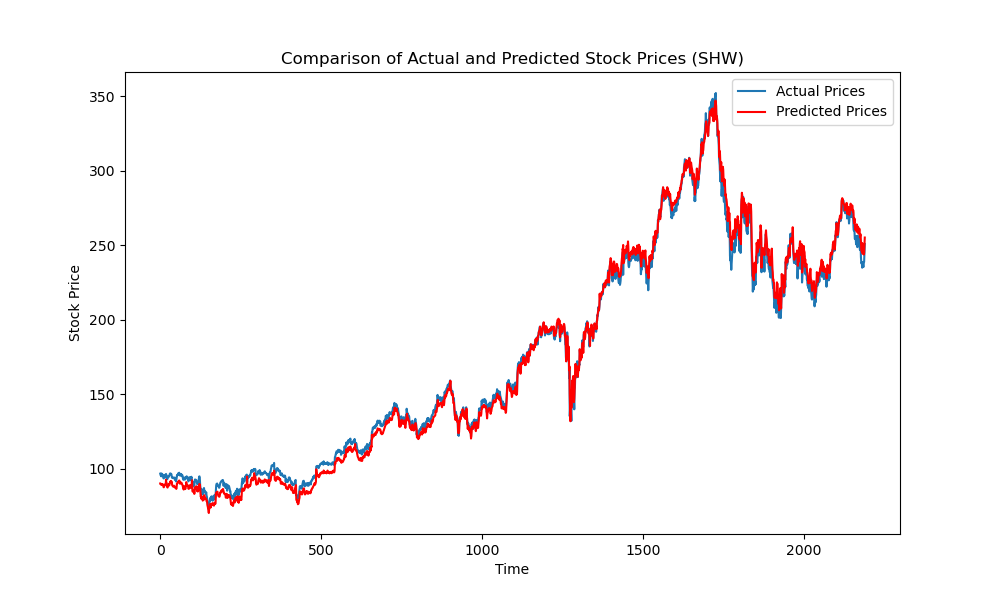 Comparison of Actual and Predicted Stock Prices (SHW)
Actual Prices
Predicted Prices
350
300
250
200
150
100
Stock Price
0 500 1000 1500 2000
Time